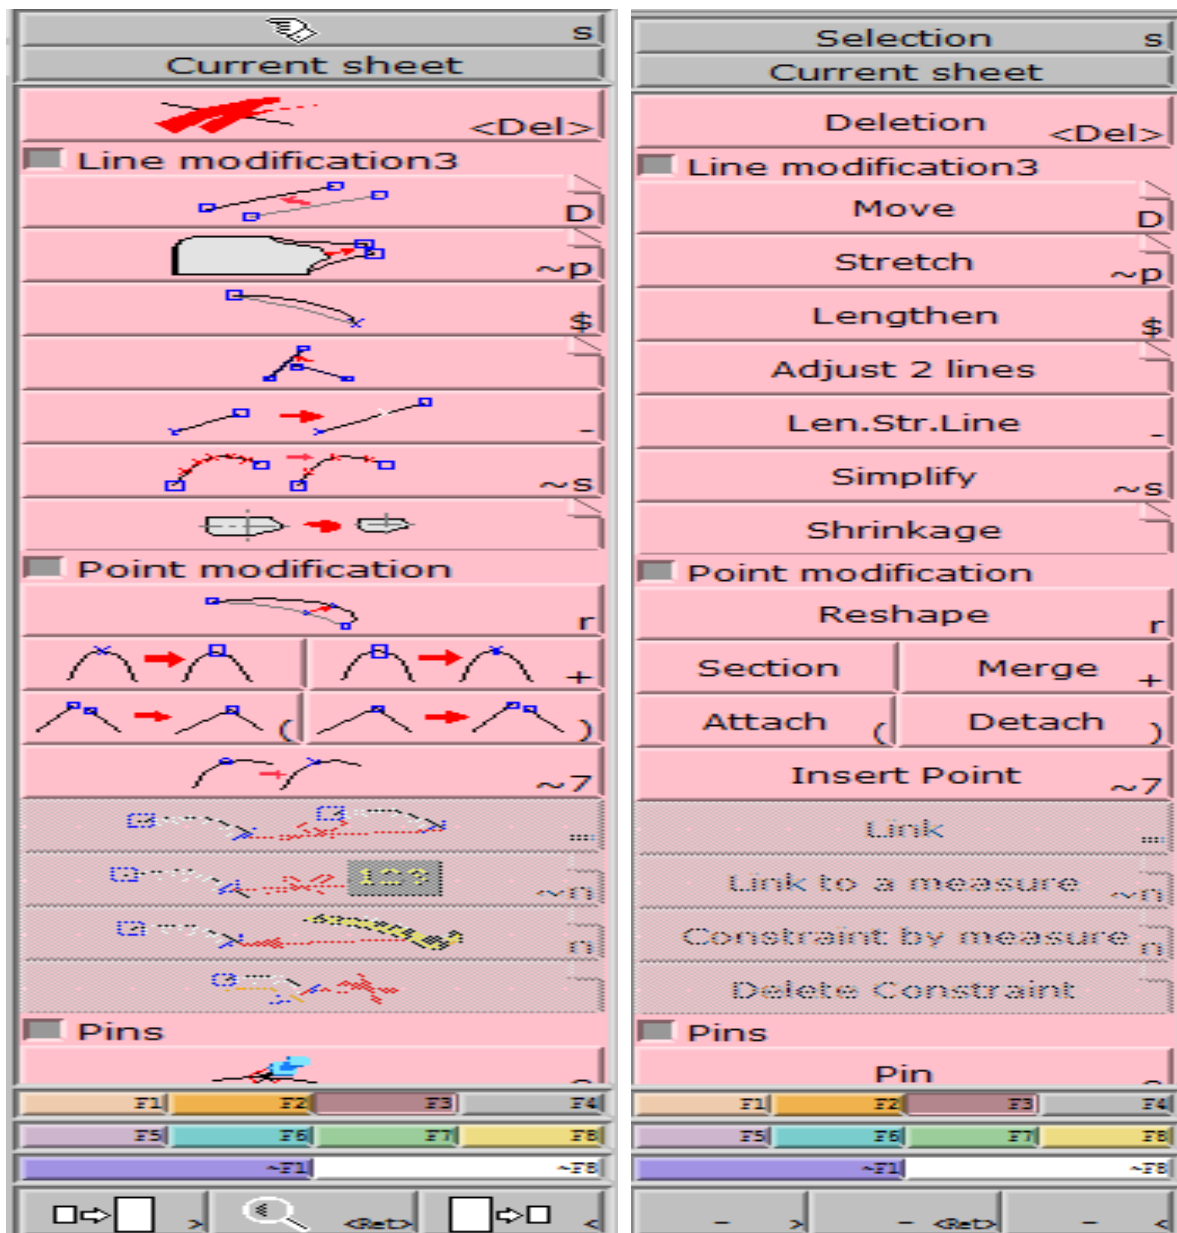 s
Current sheet
<Del>
Line modification3
D
~p
$
-
~s
Point modification
r
+
( )
~7
....
123 ~n
n
Pins
F1 F2 F3 F4
F5 F6 F7 F8
~F1 ~F8
> <Ret> <
Selection s
Current sheet
Deletion <Del>
Line modification3
Move D
Stretch ~p
Lengthen $
Adjust 2 lines
Len.Str.Line -
Simplify ~s
Shrinkage
Point modification
Reshape r
Section Merge +
Attach ( Detach )
Insert Point ~7
Link ....
Link to a measure ~n
Constraint by measure n
Delete Constraint
Pins
Pin
F1 F2 F3 F4
F5 F6 F7 F8
~F1 ~F8
- > - <Ret> - <